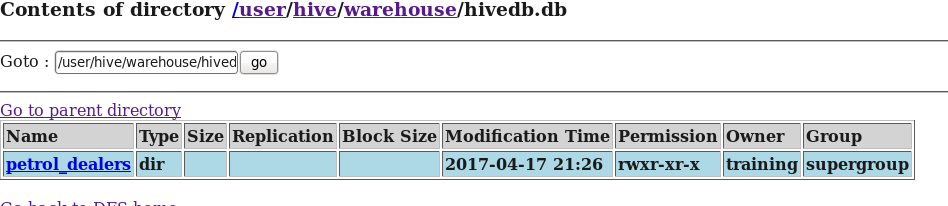 Contents of directory /user/hive/warehouse/hivedb.db
Goto : /user/hive/warehouse/hived go
Go to parent directory
Name Type Size Replication Block Size Modification Time Permission Owner Group
petrol_dealers dir 2017-04-17 21:26 rwxr-xr-x training supergroup
Go back to DFS home